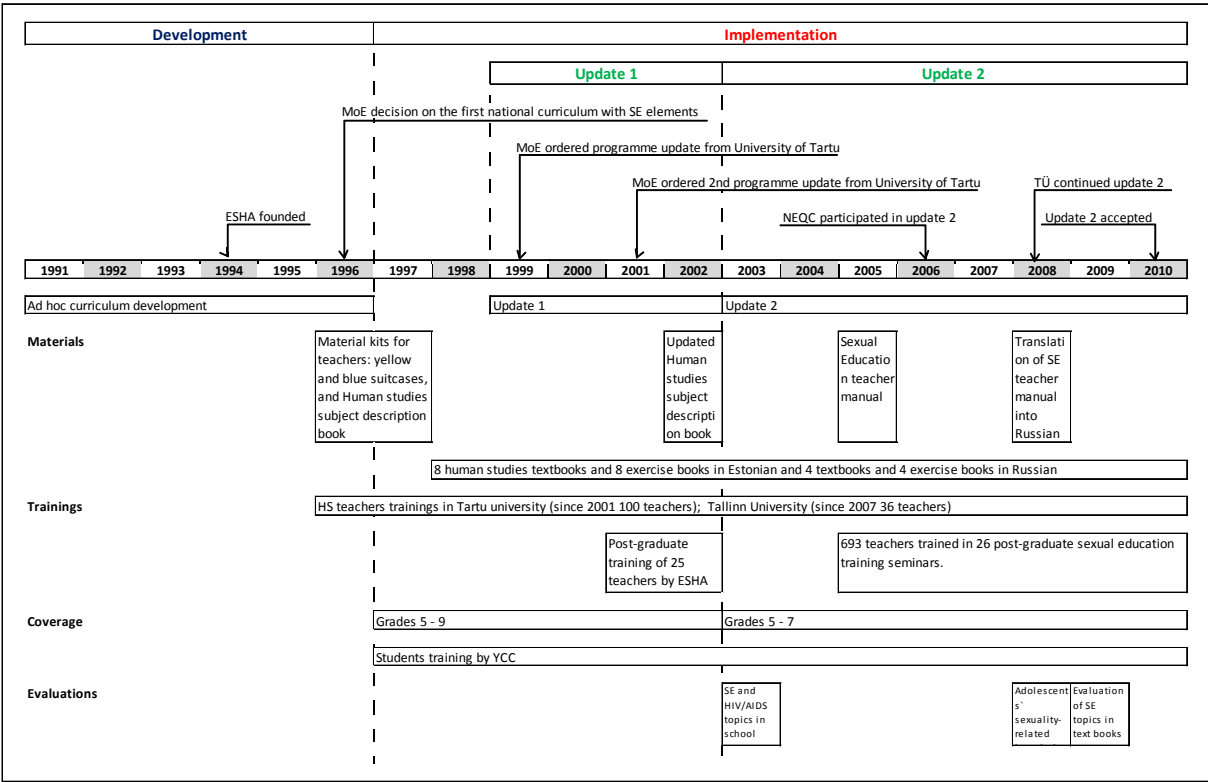 Development
Implementation
Update 1
Update 2
MoE decision on the first national curriculum with SE elements
MoE ordered programme update from University of Tartu
MoE ordered 2nd programme update from University of Tartu
TÜ continued update 2
ESHA founded
NEQC participated in update 2
Update 2 accepted
1991 1992 1993 1994 1995 1996 1997 1998 1999 2000 2001 2002 2003 2004 2005 2006 2007 2008 2009 2010
Ad hoc curriculum development
Update 1
Update 2
Materials
Material kits for
teachers: yellow
and blue suitcases,
and Human studies
subject description
book
Updated
Human
studies
subject
descripti
on book
Sexual
Educatio
n teacher
manual
Translati
on of SE
teacher
manual
into
Russian
8 human studies textbooks and 8 exercise books in Estonian and 4 textbooks and 4 exercise books in Russian
Trainings
HS teachers trainings in Tartu university (since 2001 100 teachers); Tallinn University (since 2007 36 teachers)
Post-graduate
training of 25
teachers by ESHA
693 teachers trained in 26 post-graduate sexual education
training seminars.
Coverage
Grades 5 - 9
Grades 5 - 7
Students training by YCC
Evaluations
SE and
HIV/AIDS
topics in
school
Adolescent
s`
sexuality-
related
Evaluation
of SE
topics in
text books